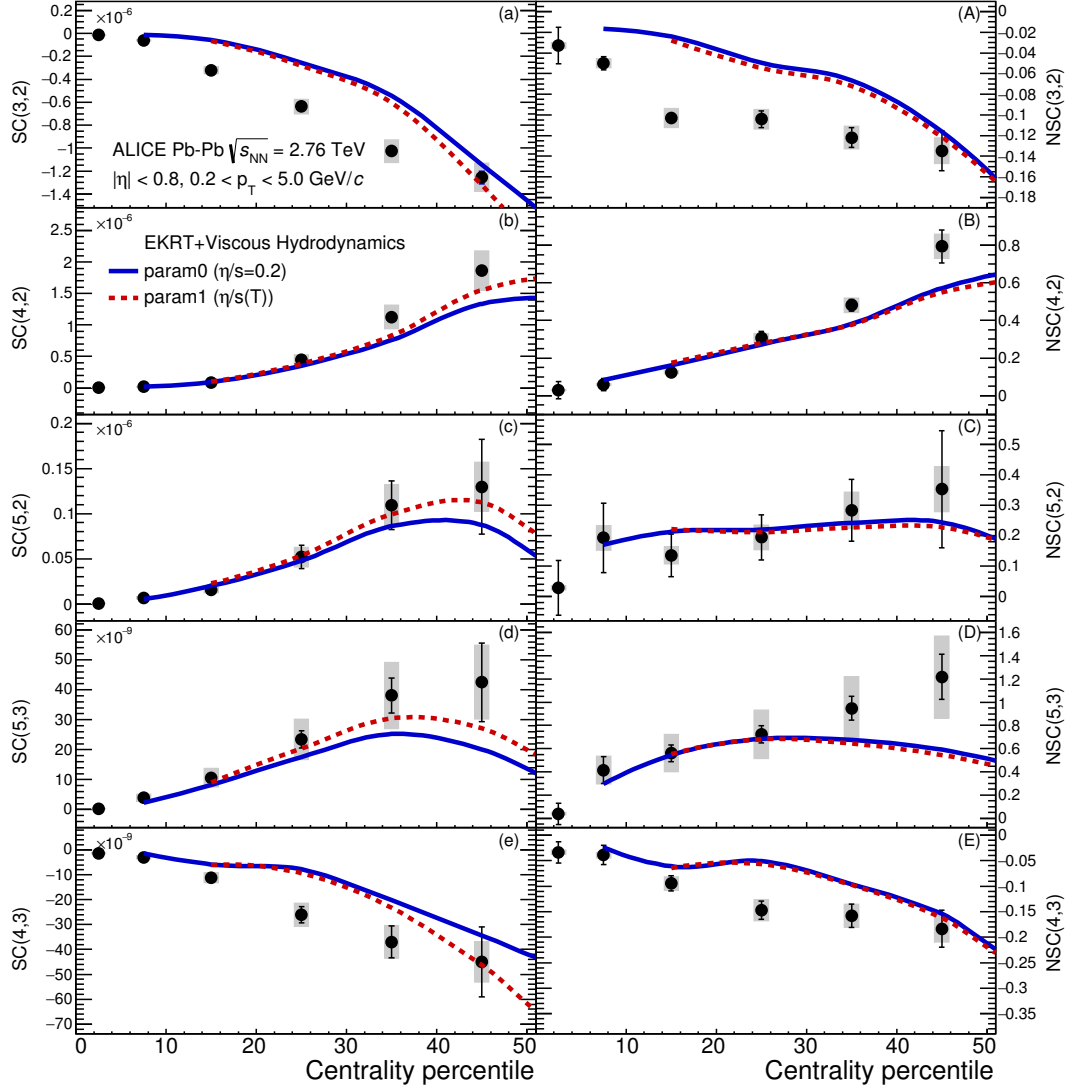 ×10⁻⁶
(a)
SC(3,2)
0.2
0
−0.2
−0.4
−0.6
−0.8
−1
−1.2
−1.4
ALICE Pb-Pb √s_NN = 2.76 TeV
|η| < 0.8, 0.2 < p_T < 5.0 GeV/c
(A)
NSC(3,2)
0
−0.02
−0.04
−0.06
−0.08
−0.1
−0.12
−0.14
−0.16
−0.18
×10⁻⁶
(b)
SC(4,2)
2.5
2
1.5
1
0.5
0
EKRT+Viscous Hydrodynamics
param0 (η/s=0.2)
param1 (η/s(T))
(B)
NSC(4,2)
0.8
0.6
0.4
0.2
0
×10⁻⁶
(c)
SC(5,2)
0.2
0.15
0.1
0.05
0
(C)
NSC(5,2)
0.5
0.4
0.3
0.2
0.1
0
×10⁻⁹
(d)
SC(5,3)
60
50
40
30
20
10
0
(D)
NSC(5,3)
1.6
1.4
1.2
1
0.8
0.6
0.4
0.2
0
×10⁻⁹
(e)
SC(4,3)
0
−10
−20
−30
−40
−50
−60
−70
(E)
NSC(4,3)
0
−0.05
−0.1
−0.15
−0.2
−0.25
−0.3
−0.35
0 10 20 30 40 50
Centrality percentile
10 20 30 40 50
Centrality percentile